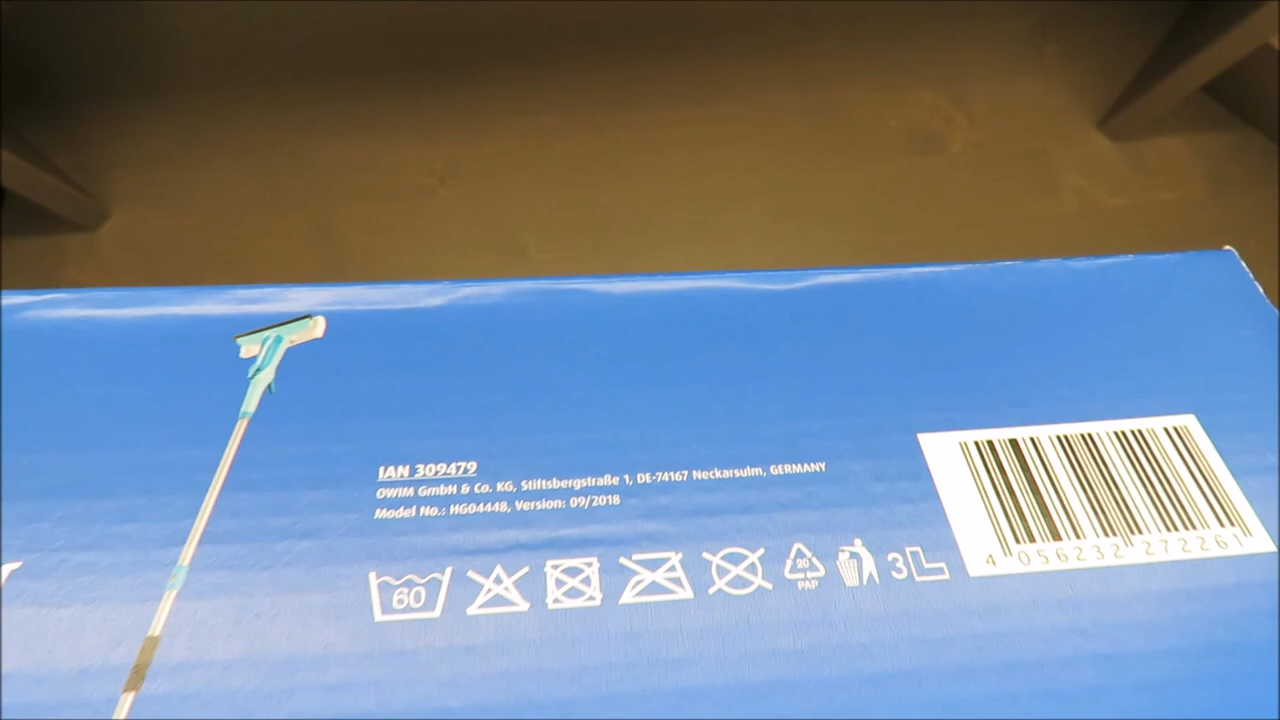 IAN 309479
OWIM GmbH & Co. KG, Stiftsbergstraße 1, DE-74167 Neckarsulm, GERMANY
Model No.: HG04448, Version: 09/2018
60
20
PAP
3L
4 056232 272261